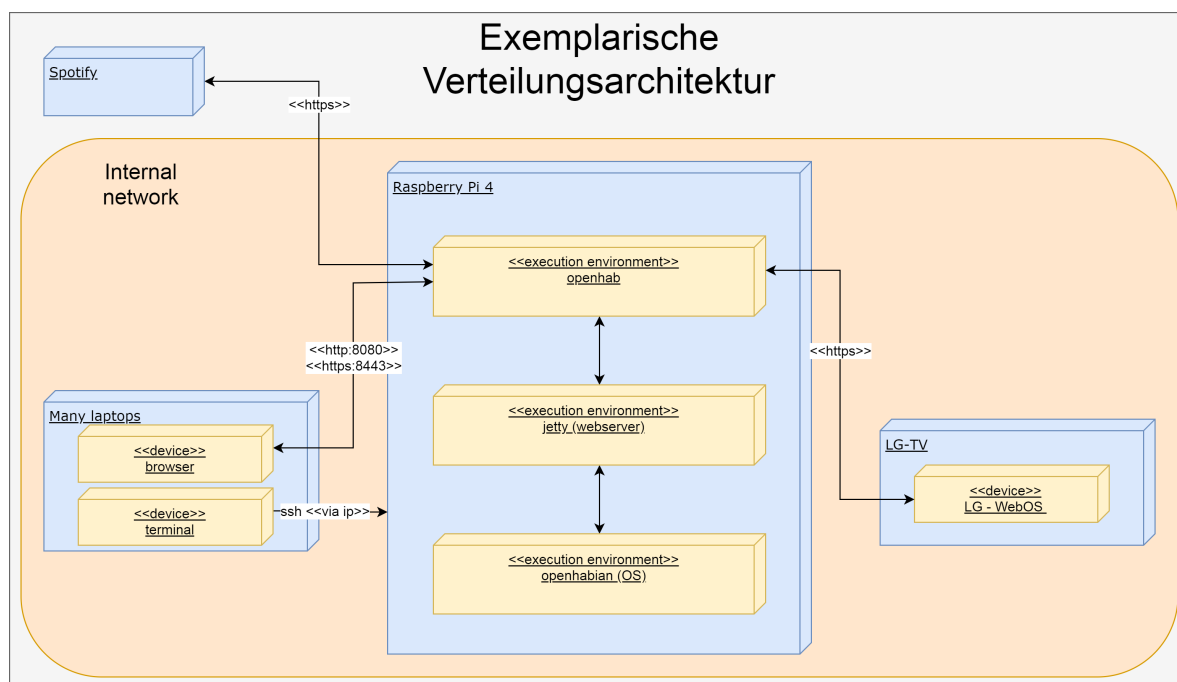 Exemplarische
Verteilungsarchitektur
Spotify
<<https>>
Internal
network
Raspberry Pi 4
<<execution environment>>
openhab
<<http:8080>>
<<https:8443>>
<<https>>
Many laptops
<<device>>
browser
<<device>>
terminal
ssh <<via ip>>
<<execution environment>>
jetty (webserver)
<<execution environment>>
openhabian (OS)
LG-TV
<<device>>
LG - WebOS